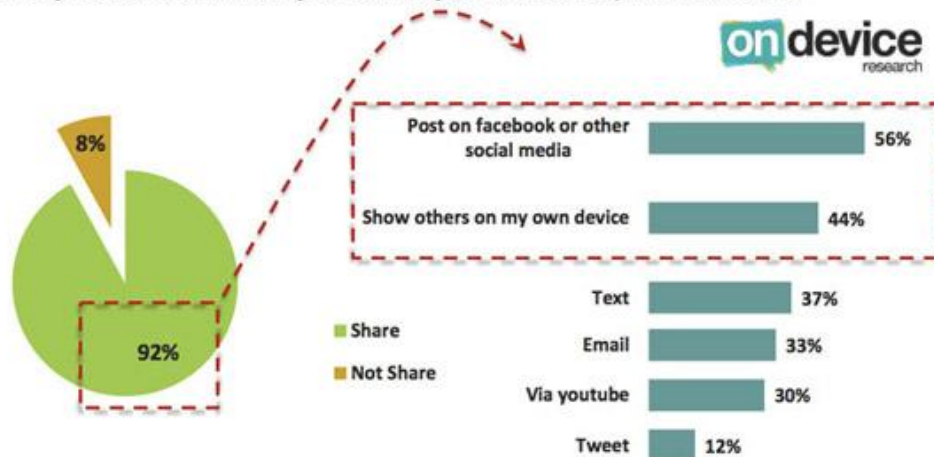 on device
research
8%
92%
Share
Not Share
Post on facebook or other
social media
56%
Show others on my own device
44%
Text
37%
Email
33%
Via youtube
30%
Tweet
12%